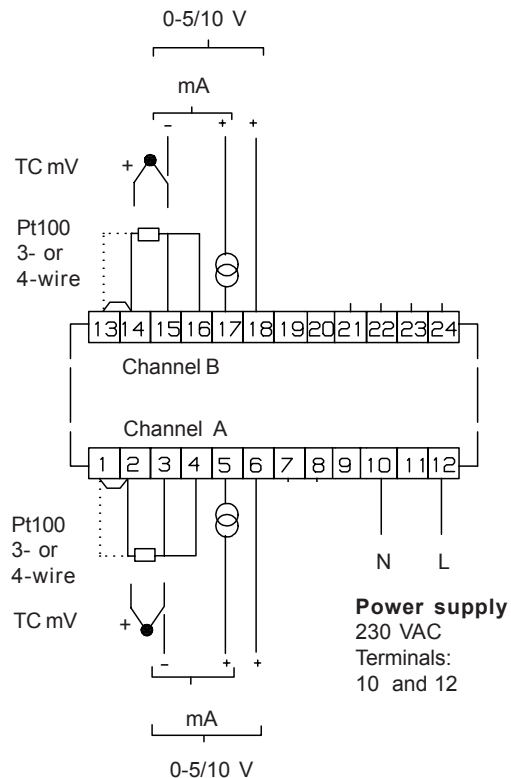 0-5/10 V
mA
− + +
TC mV +
Pt100
3- or
4-wire
13 14 15 16 17 18 19 20 21 22 23 24
Channel B
Channel A
1 2 3 4 5 6 7 8 9 10 11 12
Pt100
3- or
4-wire
N L
TC mV +
Power supply
230 VAC
Terminals:
10 and 12
− + +
mA
0-5/10 V